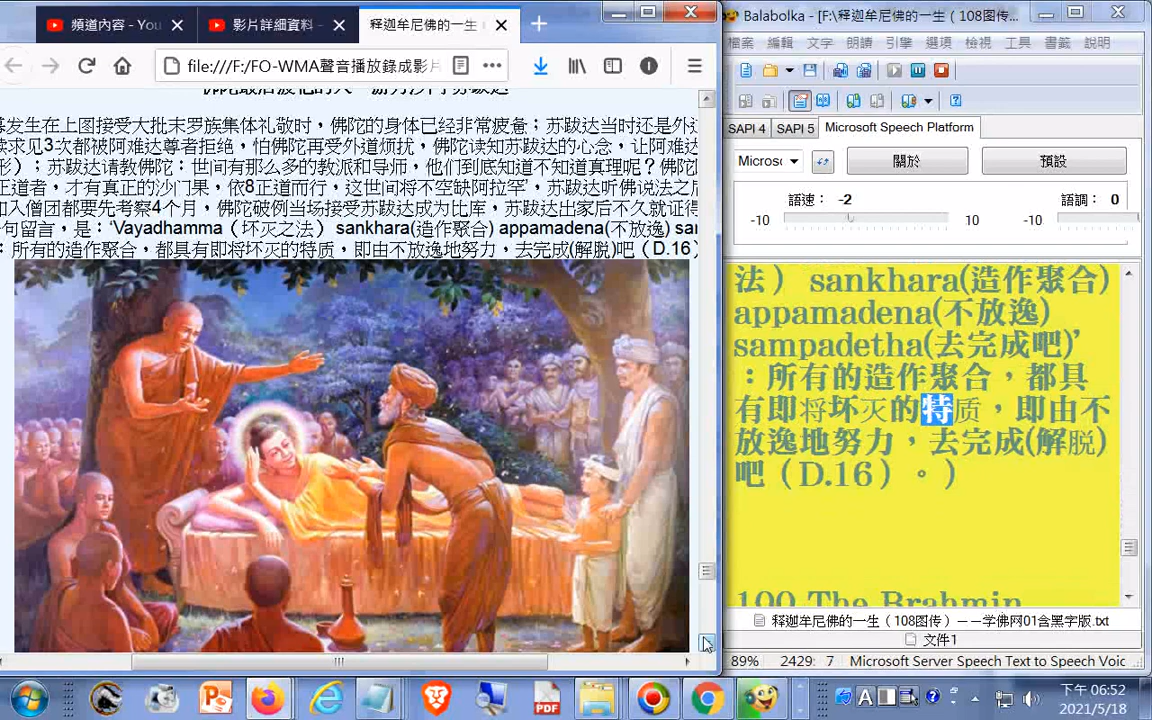 頻道內容 - You
影片詳細資料 -
释迦牟尼佛的一生
file:///F:/FO-WMA聲音播放錄成影片
发生在上图接受大批末罗族集体礼敬时，佛陀的身体已经非常疲惫；苏跋达当时还是外道
求见3次都被阿难达尊者拒绝，怕佛陀再受外道烦扰，佛陀读知苏跋达的心念，让阿难达
形）；苏跋达请教佛陀：世间有那么多的教派和导师，他们到底知道不知道真理呢？佛陀
正道者，才有真正的沙门果，依8正道而行，这世间将不空缺阿拉罕’，苏跋达听佛说法之后
加入僧团都要先考察4个月，佛陀破例当场接受苏跋达成为比库，苏跋达出家后不久就证得
句留言，是：‘Vayadhamma（坏灭之法） sankhara(造作聚合) appamadena(不放逸) sa
：所有的造作聚合，都具有即将坏灭的特质，即由不放逸地努力，去完成(解脱)吧（D.16）
Balabolka - [F:\释迦牟尼佛的一生（108图传...
檔案 編輯 文字 朗讀 引擎 選項 檢視 工具 書籤 說明
SAPI 4 SAPI 5 Microsoft Speech Platform
Microsc 關於 預設
語速： -2 語調： 0
-10 10 -10
法） sankhara(造作聚合)
appamadena(不放逸)
sampadetha(去完成吧)’
：所有的造作聚合，都具
有即将坏灭的特质，即由不
放逸地努力，去完成(解脱)
吧（D.16）。）
100 The Brahmin
释迦牟尼佛的一生（108图传）——学佛网01含黑字版.txt
文件1
89% 2429: 7 Microsoft Server Speech Text to Speech Voic
下午 06:52
2021/5/18